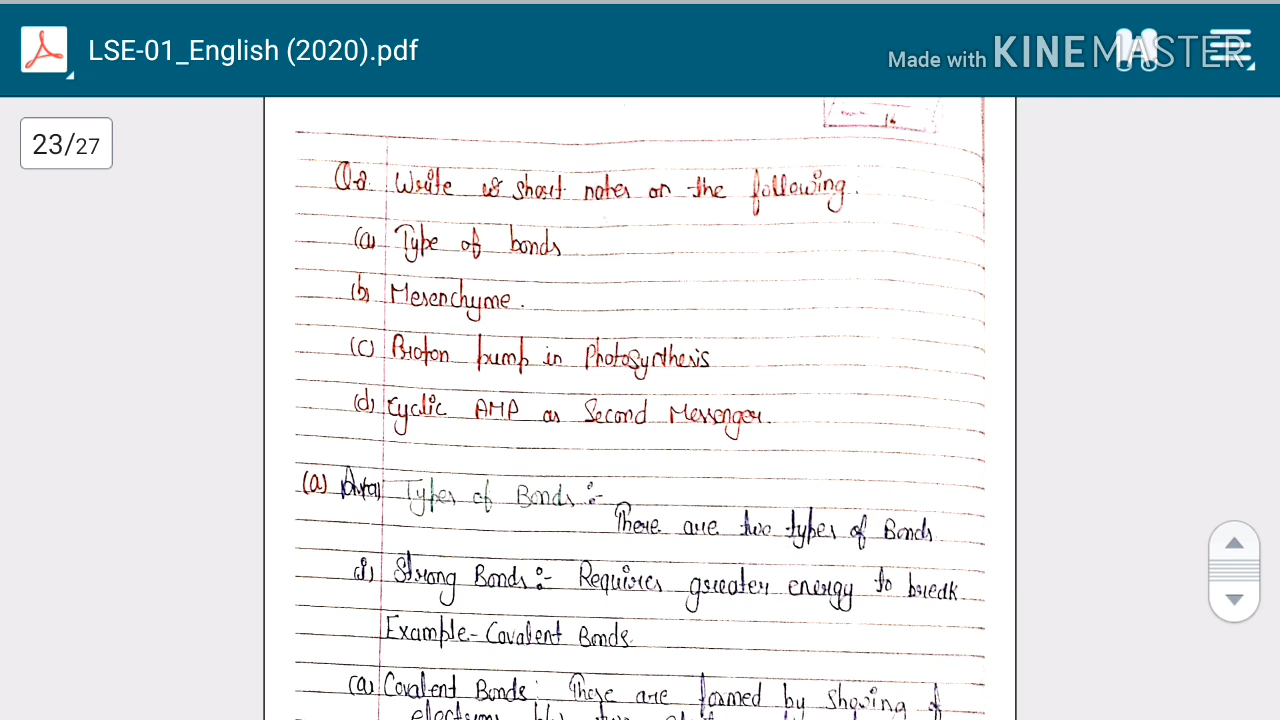 LSE-01_English (2020).pdf
Made with KINEMASTER
23/27
16
Q8. Write short notes on the following.
(a) Type of bonds
(b) Mesenchyme.
(c) Proton pump in Photosynthesis
(d) Cyclic AMP as Second Messenger.
(a) Types of Bonds :-
There are two types of Bonds
Strong Bonds :- Requires greater energy to break
Example - Covalent Bonds.
(a) Covalent Bonds : These are formed by sharing of